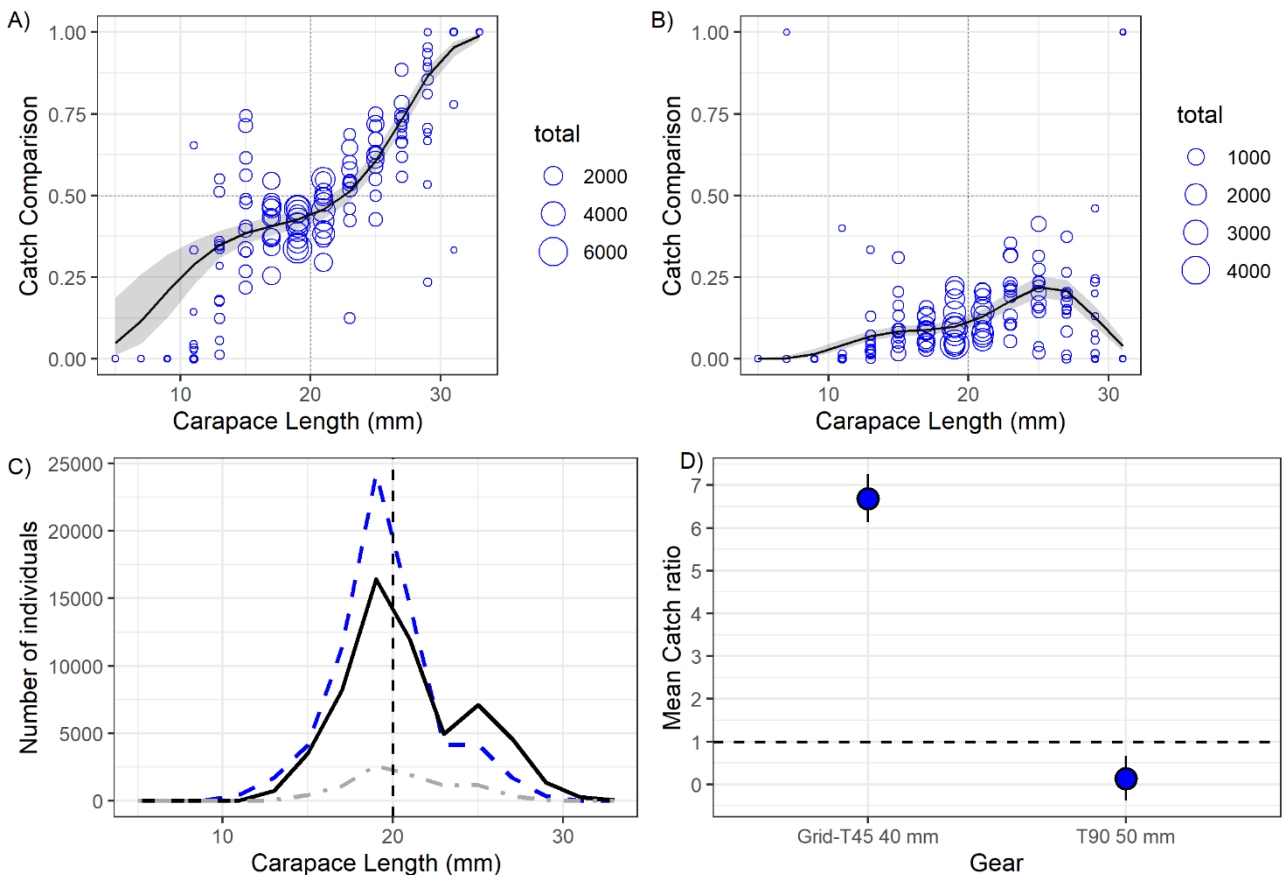 A)
Catch Comparison
1.00
0.75
0.50
0.25
0.00
10
20
30
Carapace Length (mm)
total
2000
4000
6000
B)
Catch Comparison
1.00
0.75
0.50
0.25
0.00
10
20
30
Carapace Length (mm)
total
1000
2000
3000
4000
C)
Number of individuals
25000
20000
15000
10000
5000
0
10
20
30
Carapace Length (mm)
D)
Mean Catch ratio
7
6
5
4
3
2
1
0
Grid-T45 40 mm
T90 50 mm
Gear